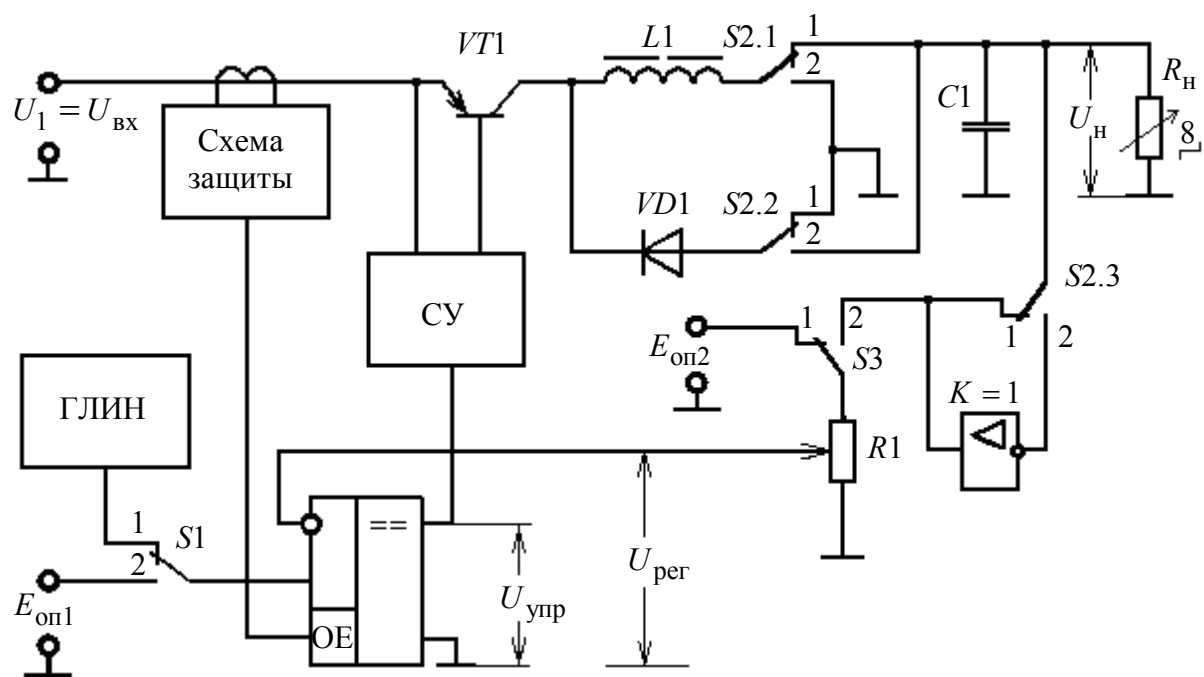 VT1
L1
S2.1
1
2
U₁ = Uвх
Схема
защиты
C1
Uн
Rн
8
VD1
S2.2
1
2
СУ
S2.3
1
2
Eоп2
1
2
S3
K = 1
ГЛИН
R1
1
2
S1
==
Eоп1
ОЕ
Uупр
Uрег